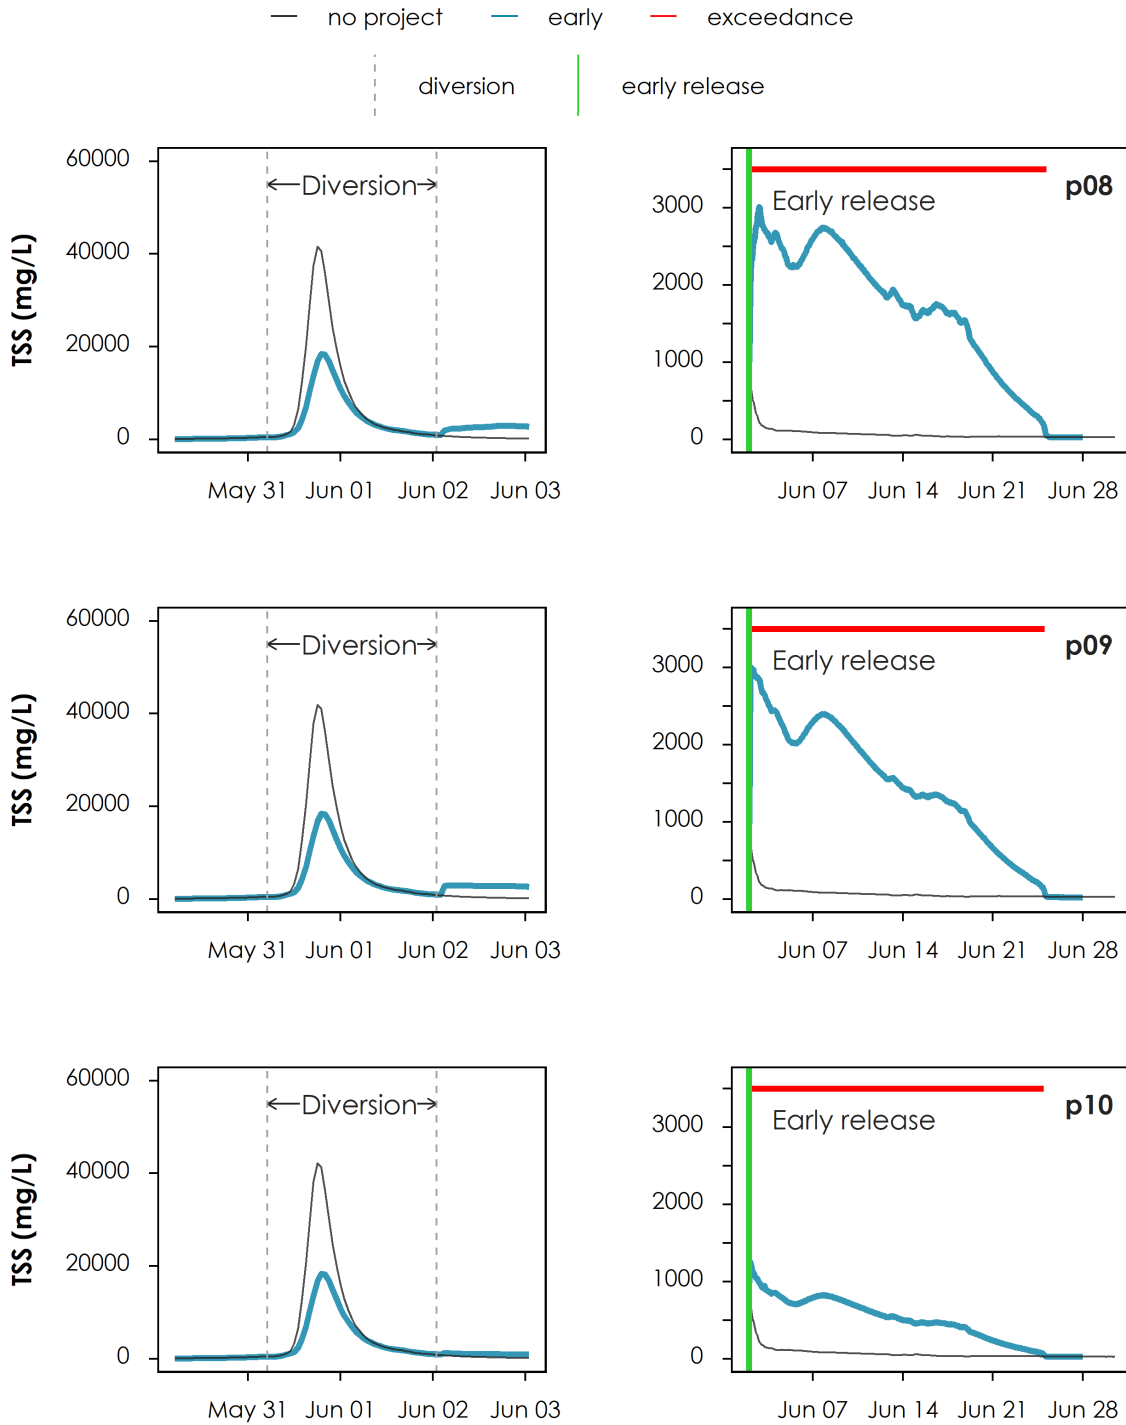 no project early exceedance
diversion early release
TSS (mg/L)
60000
40000
20000
0
Diversion
May 31 Jun 01 Jun 02 Jun 03
3000
2000
1000
0
Early release
p08
Jun 07 Jun 14 Jun 21 Jun 28
TSS (mg/L)
60000
40000
20000
0
Diversion
May 31 Jun 01 Jun 02 Jun 03
3000
2000
1000
0
Early release
p09
Jun 07 Jun 14 Jun 21 Jun 28
TSS (mg/L)
60000
40000
20000
0
Diversion
May 31 Jun 01 Jun 02 Jun 03
3000
2000
1000
0
Early release
p10
Jun 07 Jun 14 Jun 21 Jun 28